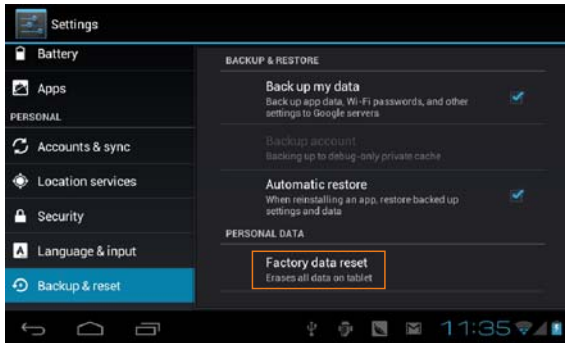 Settings
Battery
Apps
PERSONAL
Accounts & sync
Location services
Security
Language & input
Backup & reset
BACKUP & RESTORE
Back up my data
Back up app data, Wi-Fi passwords, and other
settings to Google servers
Backup account
Backing up to debug-only private cache
Automatic restore
When reinstalling an app, restore backed up
settings and data
PERSONAL DATA
Factory data reset
Erases all data on tablet
11:35